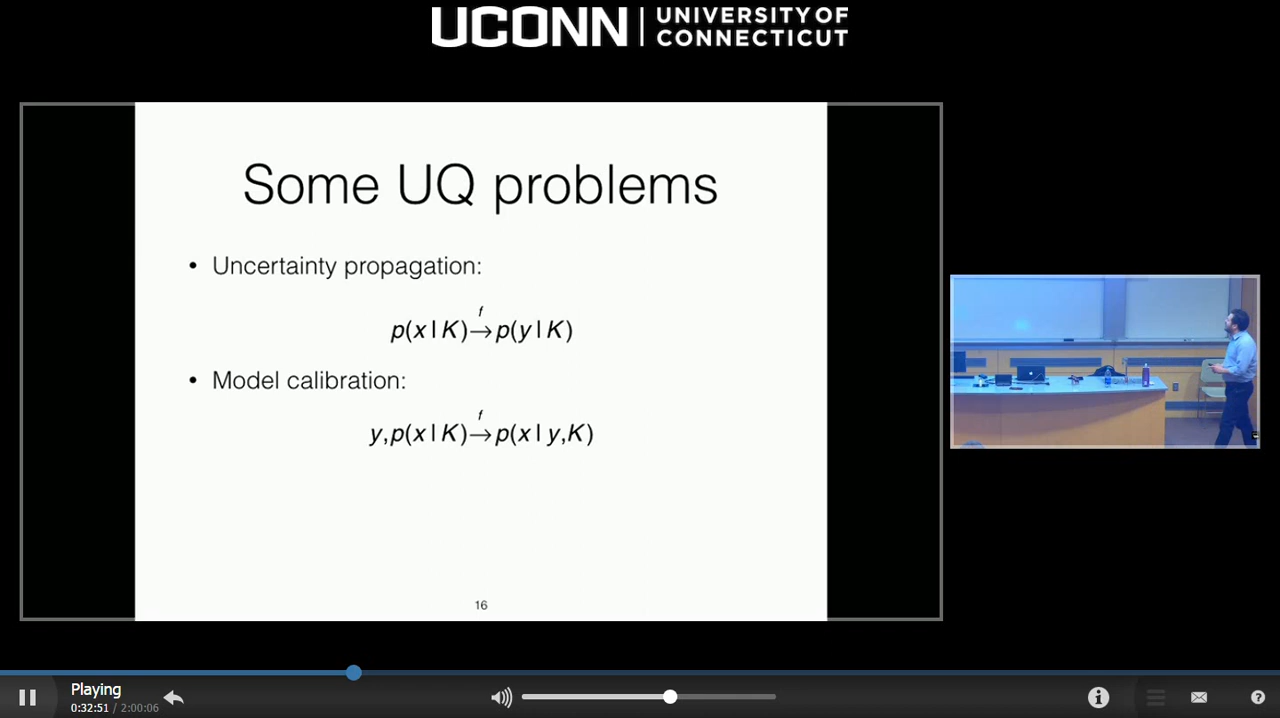 UCONN | UNIVERSITY OF CONNECTICUT
Some UQ problems
• Uncertainty propagation:
p(x | K) →^f p(y | K)
• Model calibration:
y,p(x | K) →^f p(x | y,K)
16
Playing
0:32:51 / 2:00:06